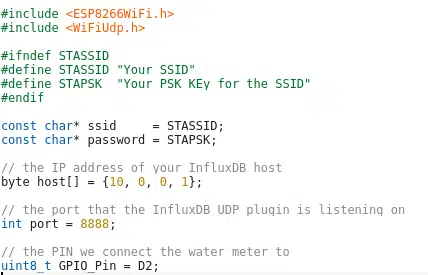 #include <ESP8266WiFi.h>
#include <WiFiUdp.h>

#ifndef STASSID
#define STASSID "Your SSID"
#define STAPSK  "Your PSK KEy for the SSID"
#endif

const char* ssid     = STASSID;
const char* password = STAPSK;

// the IP address of your InfluxDB host
byte host[] = {10, 0, 0, 1};

// the port that the InfluxDB UDP plugin is listening on
int port = 8888;

// the PIN we connect the water meter to
uint8_t GPIO_Pin = D2;